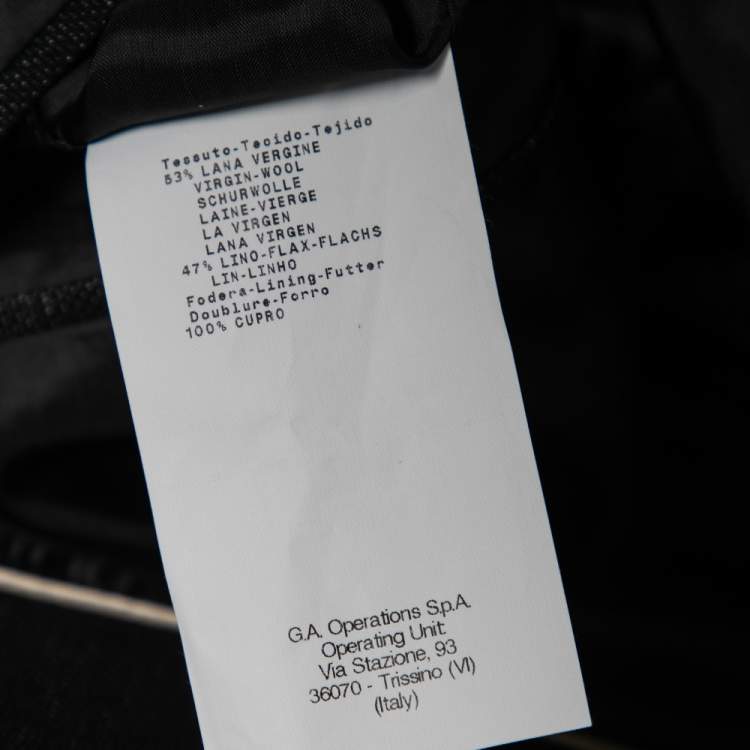 Tessuto-Tecido-Tejido
53% LANA VERGINE
VIRGIN-WOOL
SCHURWOLLE
LAINE-VIERGE
LA VIRGEN
LANA VIRGEN
47% LINO-FLAX-FLACHS
LIN-LINHO
Fodera-Lining-Futter
Doublure-Forro
100% CUPRO
G.A. Operations S.p.A.
Operating Unit
Via Stazione, 93
36070 - Trissino (VI)
(Italy)